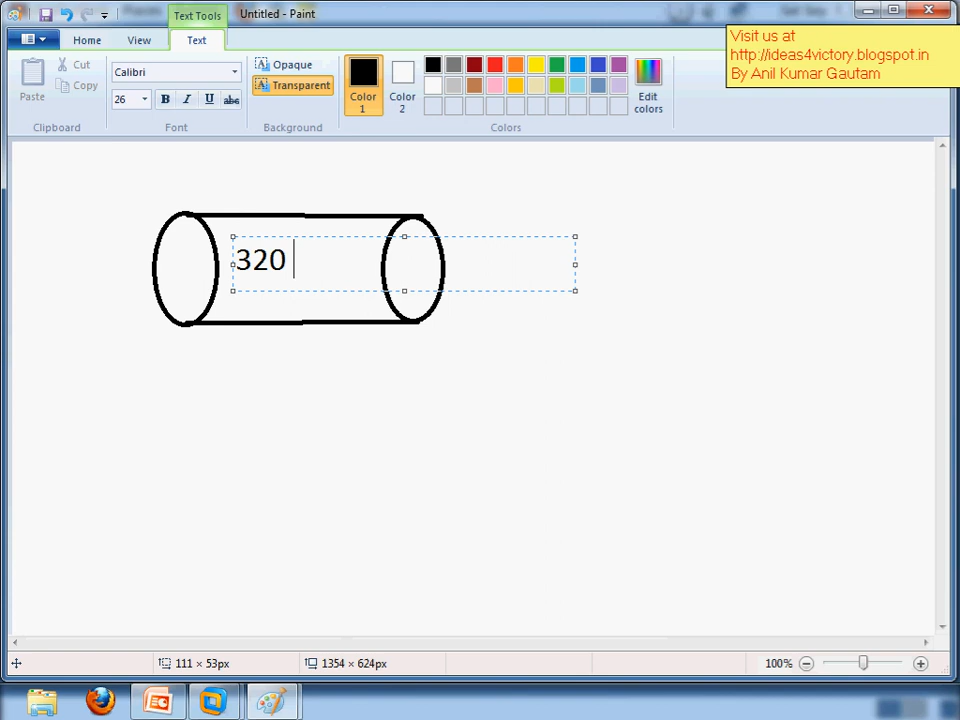 Text Tools
Untitled - Paint
Home
View
Text
Visit us at
http://ideas4victory.blogspot.in
By Anil Kumar Gautam
Paste
Cut
Copy
Clipboard
Calibri
26
B I U abc
Font
Opaque
Transparent
Background
Color
1
Color
2
Edit
colors
Colors
320
111 × 53px
1354 × 624px
100%